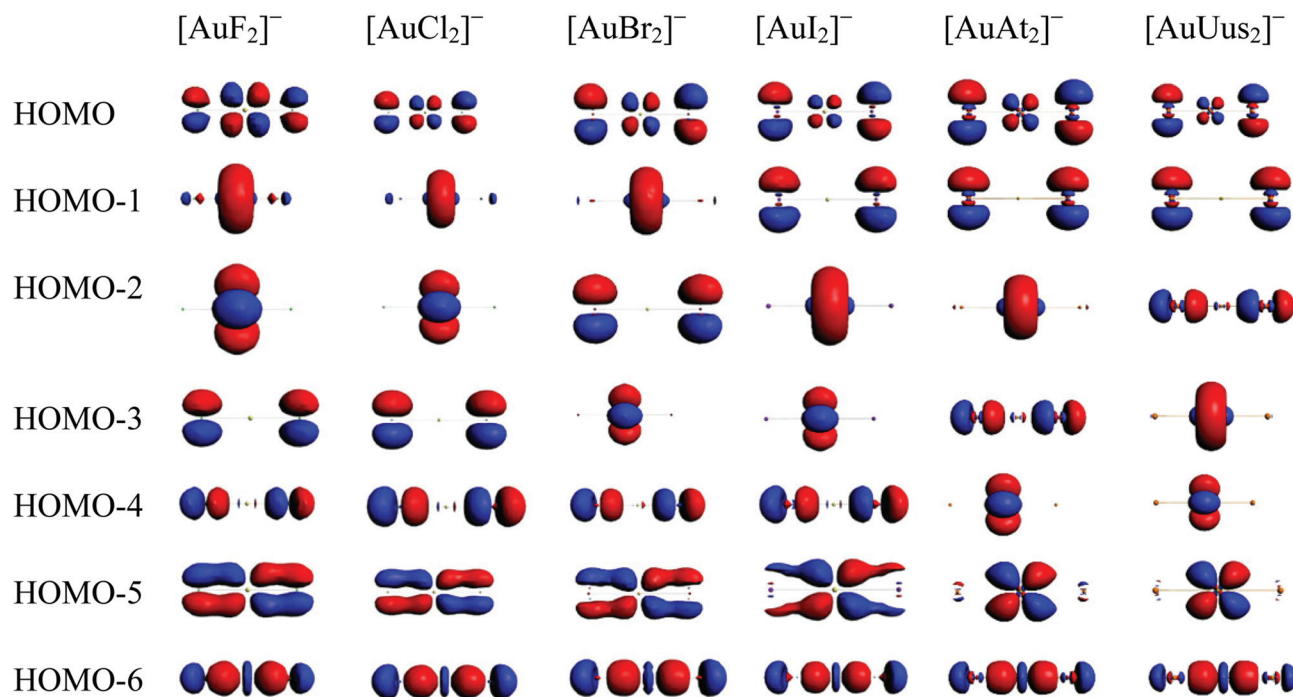 [AuF₂]⁻ [AuCl₂]⁻ [AuBr₂]⁻ [AuI₂]⁻ [AuAt₂]⁻ [AuUus₂]⁻
HOMO
HOMO-1
HOMO-2
HOMO-3
HOMO-4
HOMO-5
HOMO-6